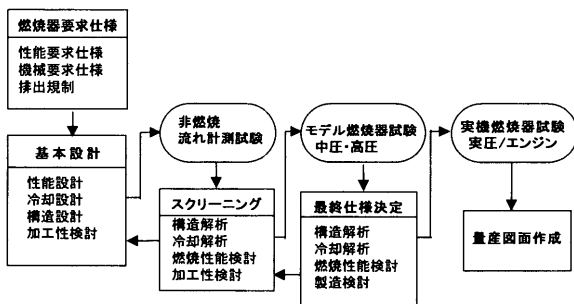 燃焼器要求仕様
性能要求仕様
機械要求仕様
排出規制
基本設計
性能設計
冷却設計
構造設計
加工性検討
非燃焼
流れ計測試験
スクリーニング
構造解析
冷却解析
燃焼性能検討
加工性検討
モデル燃焼器試験
中圧・高圧
最終仕様決定
構造解析
冷却解析
燃焼性能検討
製造検討
実機燃焼器試験
実圧/エンジン
量産図面作成